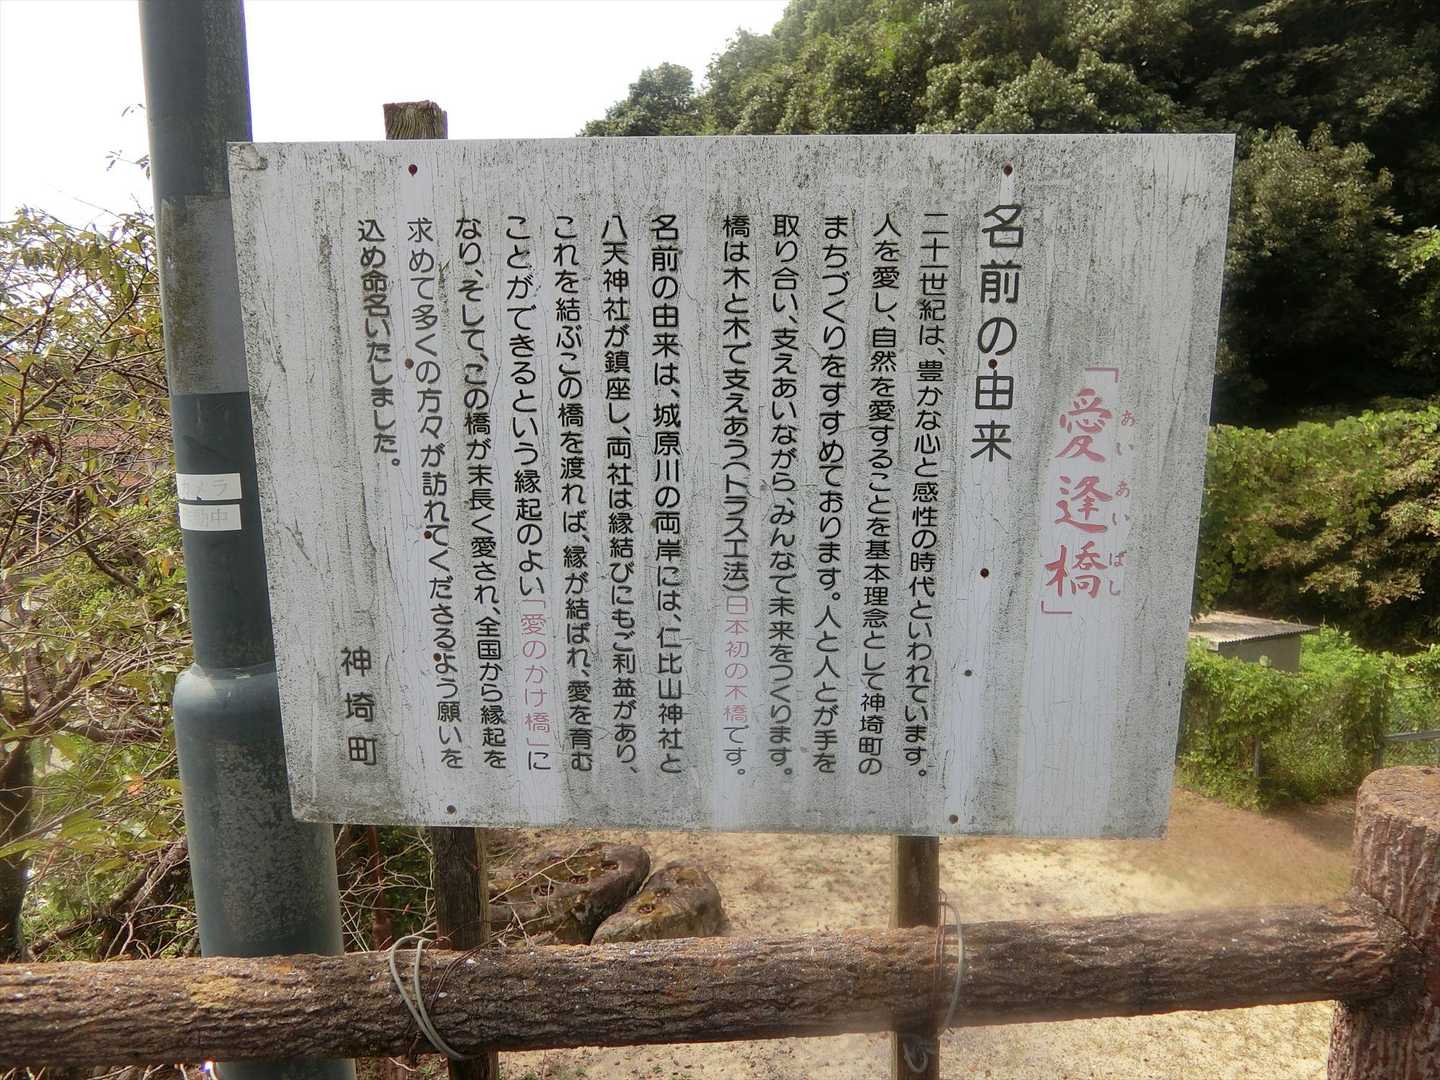 「愛逢橋」
あいあいばし
名前の由来
二十一世紀は、豊かな心と感性の時代といわれています。
人を愛し、自然を愛することを基本理念として神埼町の
まちづくりをすすめております。人と人とが手を
取り合い、支えあいながら、みんなで未来をつくります。
橋は木と木で支えあう(トラス工法)日本初の木橋です。
名前の由来は、城原川の両岸には、仁比山神社と
八天神社が鎮座し、両社は縁結びにもご利益があり、
これを結ぶこの橋を渡れば、縁が結ばれ、愛を育む
ことができるという縁起のよい「愛のかけ橋」に
なり、そして、この橋が末長く愛され、全国から縁起を
求めて多くの方々が訪れてくださるよう願いを
込め命名いたしました。
神埼町